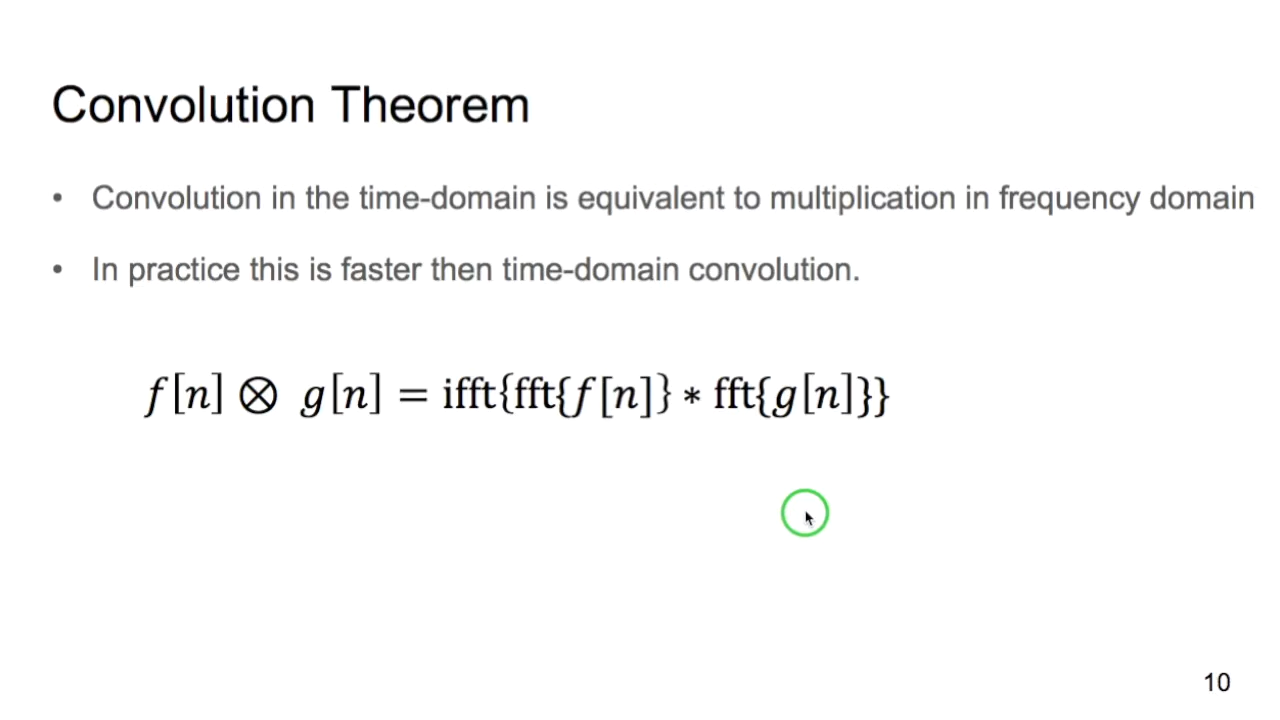 Convolution Theorem
• Convolution in the time-domain is equivalent to multiplication in frequency domain
• In practice this is faster then time-domain convolution.
f[n] ⊗ g[n] = ifft{fft{f[n]} * fft{g[n]}}
10